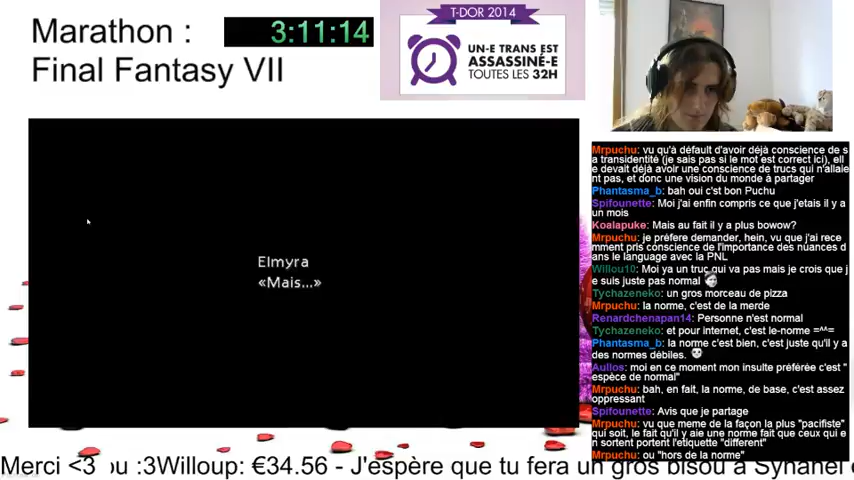 Marathon :
Final Fantasy VII
3:11:14
T-DOR 2014
UN·E TRANS EST
ASSASSINÉ·E
TOUTES LES 32H
Elmyra
«Mais...»
Mrpuchu: vu qu'à défaut d'avoir déjà conscience de s
a transidentité (je sais pas si le mot est correct ici), ell
e devait déjà avoir une conscience de trucs qui n'allaie
nt pas, et donc une vision du monde à partager
Phantasma_b: bah oui c'est bon Puchu
Spifounette: Moi j'ai enfin compris ce que j'etais il y a
un mois
Koalapuke: Mais au fait il y a plus bowow?
Mrpuchu: je préfere demander, hein, vu que j'ai rece
mment pris conscience de l'importance des nuances d
ans le language avec la PNL
Willou10: Moi ya un truc qui va pas mais je crois que j
e suis juste pas normal
Tychazeneko: un gros morceau de pizza
Mrpuchu: la norme, c'est de la merde
Renardchenapan14: Personne n'est normal
Tychazeneko: et pour internet, c'est le-norme =^^=
Phantasma_b: la norme c'est bien, c'est juste qu'il y a
des normes débiles.
Aullos: moi en ce moment mon insulte préférée c'est "
espèce de normal"
Mrpuchu: bah, en fait, la norme, de base, c'est assez
oppressant
Spifounette: Avis que je partage
Mrpuchu: vu que meme de la façon la plus "pacifiste"
qui soit, le fait qu'il y aie une norme fait que ceux qui e
n sortent portent l'etiquette "different"
Mrpuchu: ou "hors de la norme"
Merci <3 ou :3Willoup: €34.56 - J'espère que tu fera un gros bisou à Synahel